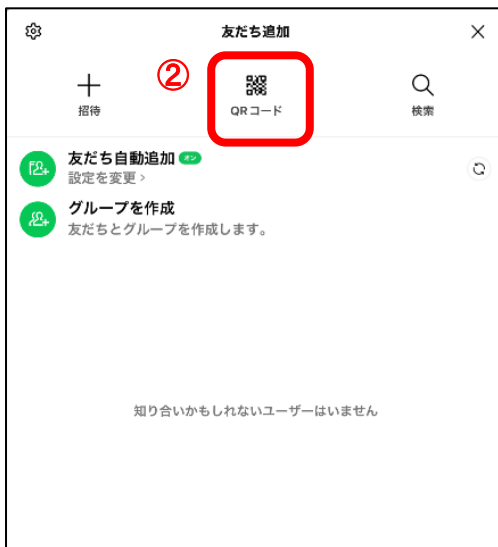 友だち追加
②
招待
QRコード
検索
友だち自動追加 オン
設定を変更 >
グループを作成
友だちとグループを作成します。
知り合いかもしれないユーザーはいません